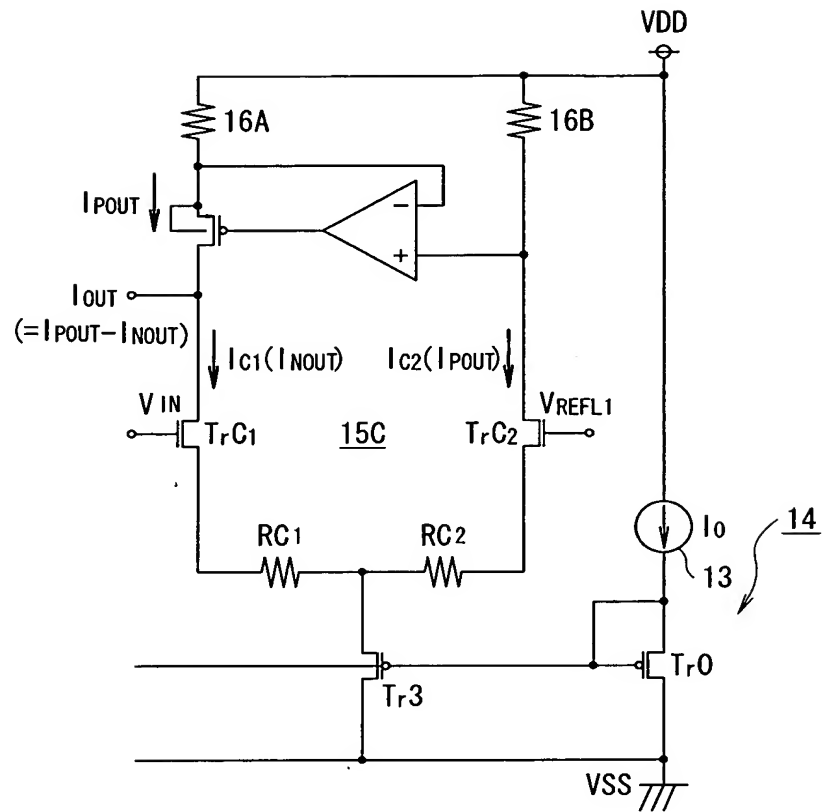 VDD
16A
16B
IPOUT
−
+
IOUT
(=IPOUT−INOUT)
IC1(INOUT)
IC2(IPOUT)
VIN
VREFL1
TrC1
15C
TrC2
RC1
RC2
I0
14
13
Tr3
Tr0
VSS